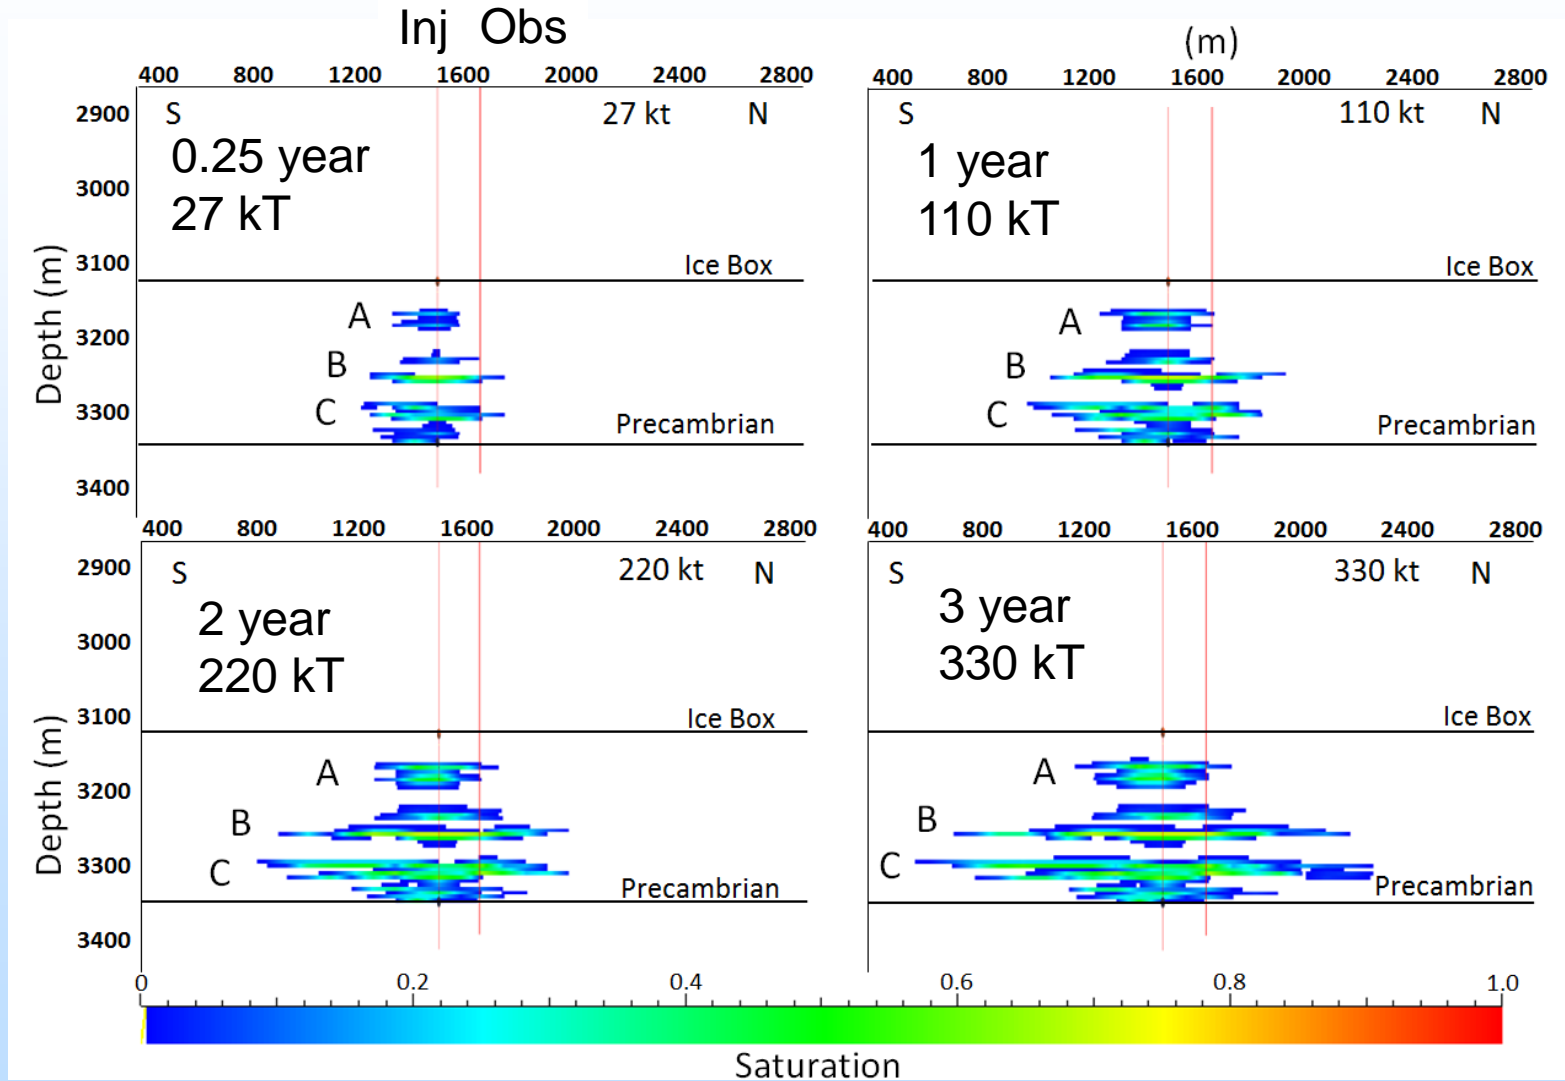 Inj Obs
(m)
400 800 1200 1600 2000 2400 2800
2900
3000
3100
3200
3300
3400
Depth (m)
S
27 kt N
0.25 year
27 kT
Ice Box
A
B
C
Precambrian
400 800 1200 1600 2000 2400 2800
S
110 kt N
1 year
110 kT
Ice Box
A
B
C
Precambrian
400 800 1200 1600 2000 2400 2800
2900
3000
3100
3200
3300
3400
Depth (m)
S
220 kt N
2 year
220 kT
Ice Box
A
B
C
Precambrian
400 800 1200 1600 2000 2400 2800
S
330 kt N
3 year
330 kT
Ice Box
A
B
C
Precambrian
0 0.2 0.4 0.6 0.8 1.0
Saturation